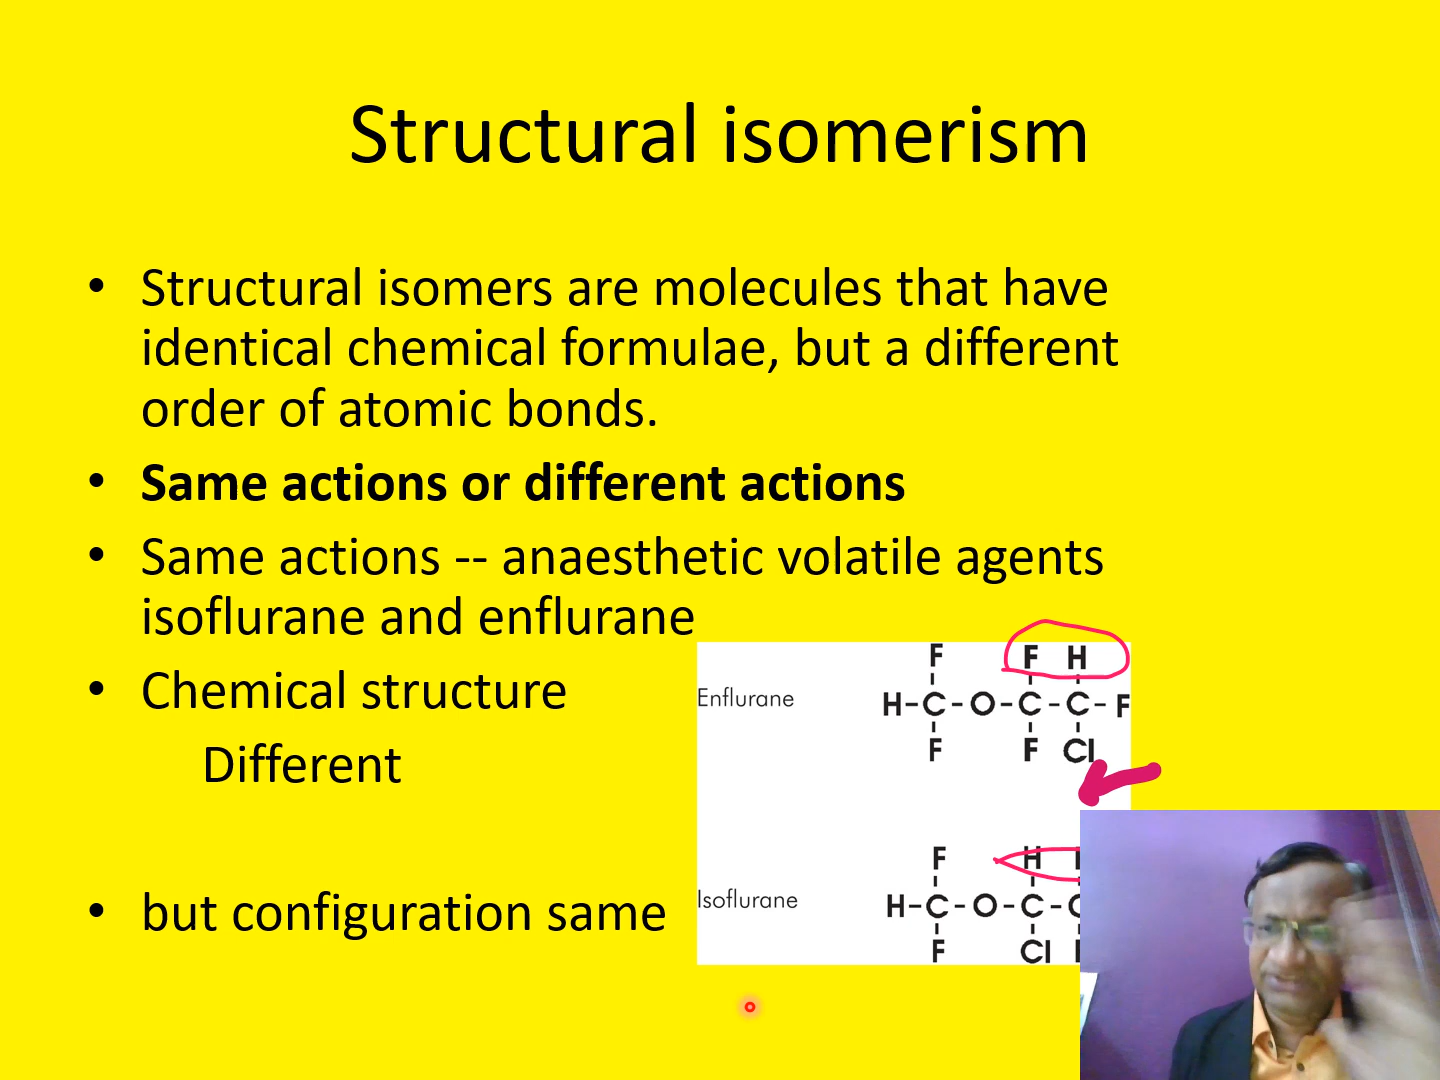 Structural isomerism
• Structural isomers are molecules that have
identical chemical formulae, but a different
order of atomic bonds.
• Same actions or different actions
• Same actions -- anaesthetic volatile agents
isoflurane and enflurane
• Chemical structure
Different
• but configuration same
F F H
Enflurane H-C-O-C-C-F
F F Cl
F H
Isoflurane H-C-O-C-
F Cl